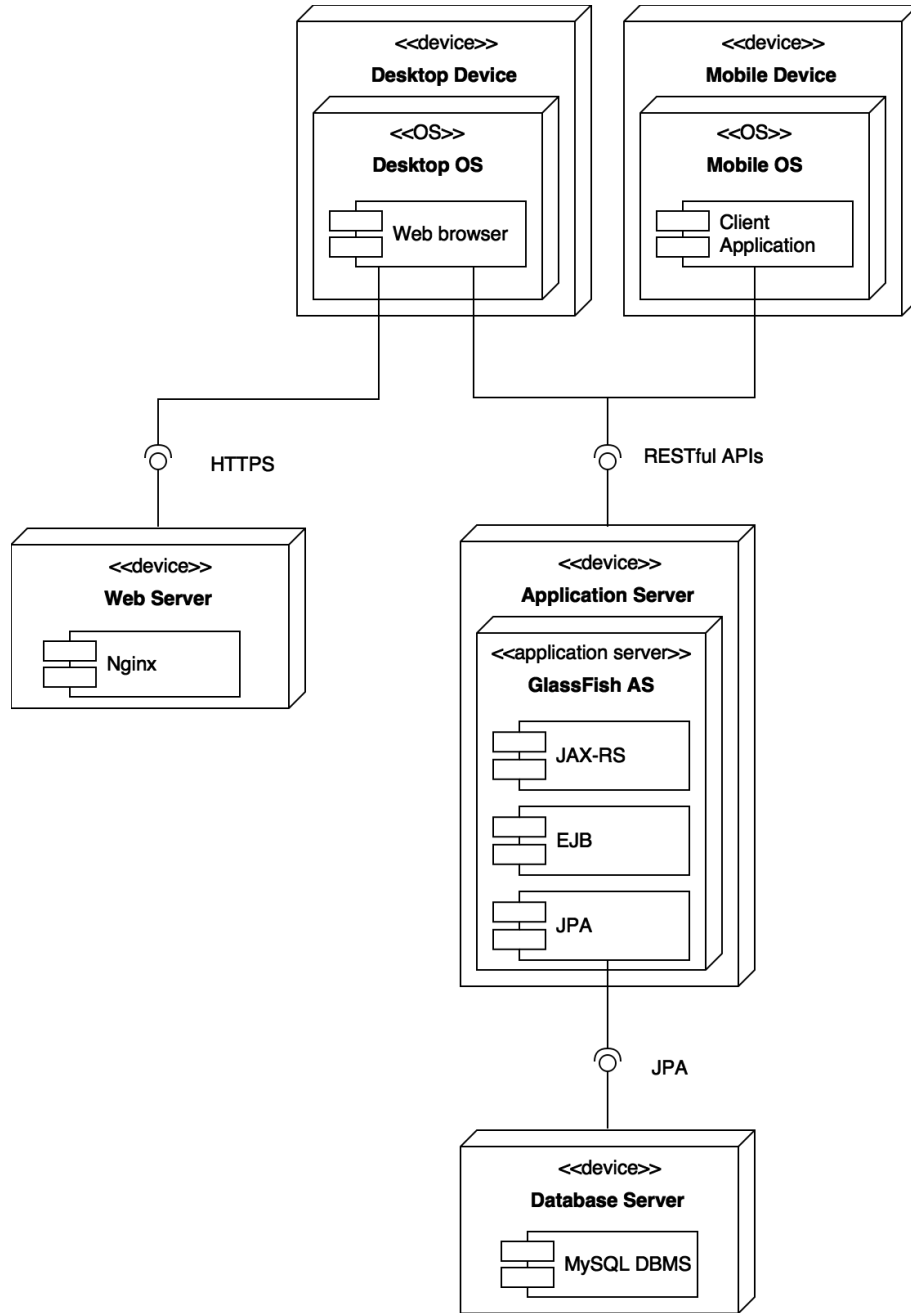 <<device>>
Desktop Device
<<OS>>
Desktop OS
Web browser
<<device>>
Mobile Device
<<OS>>
Mobile OS
Client
Application
HTTPS
RESTful APIs
<<device>>
Web Server
Nginx
<<device>>
Application Server
<<application server>>
GlassFish AS
JAX-RS
EJB
JPA
JPA
<<device>>
Database Server
MySQL DBMS